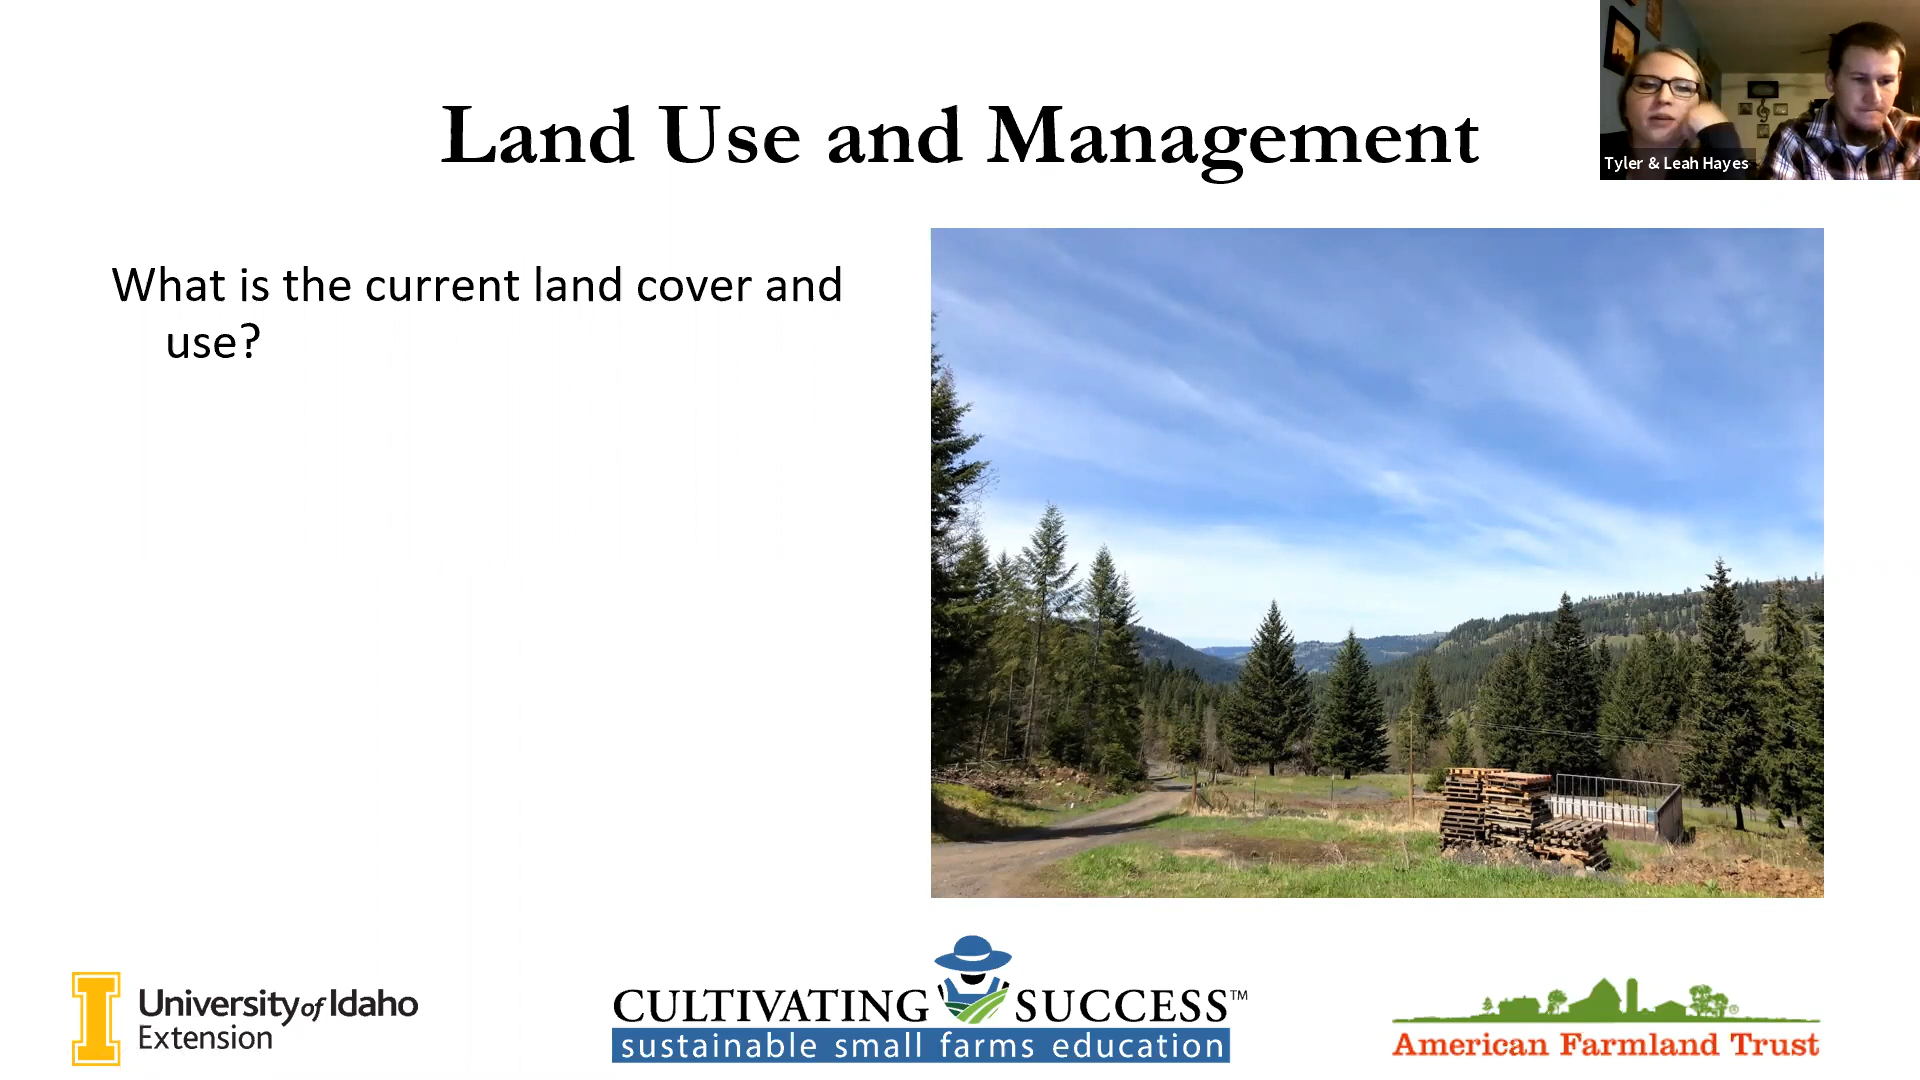 Land Use and Management
Tyler & Leah Hayes
What is the current land cover and
use?
University of Idaho
Extension
CULTIVATING SUCCESS™
sustainable small farms education
American Farmland Trust